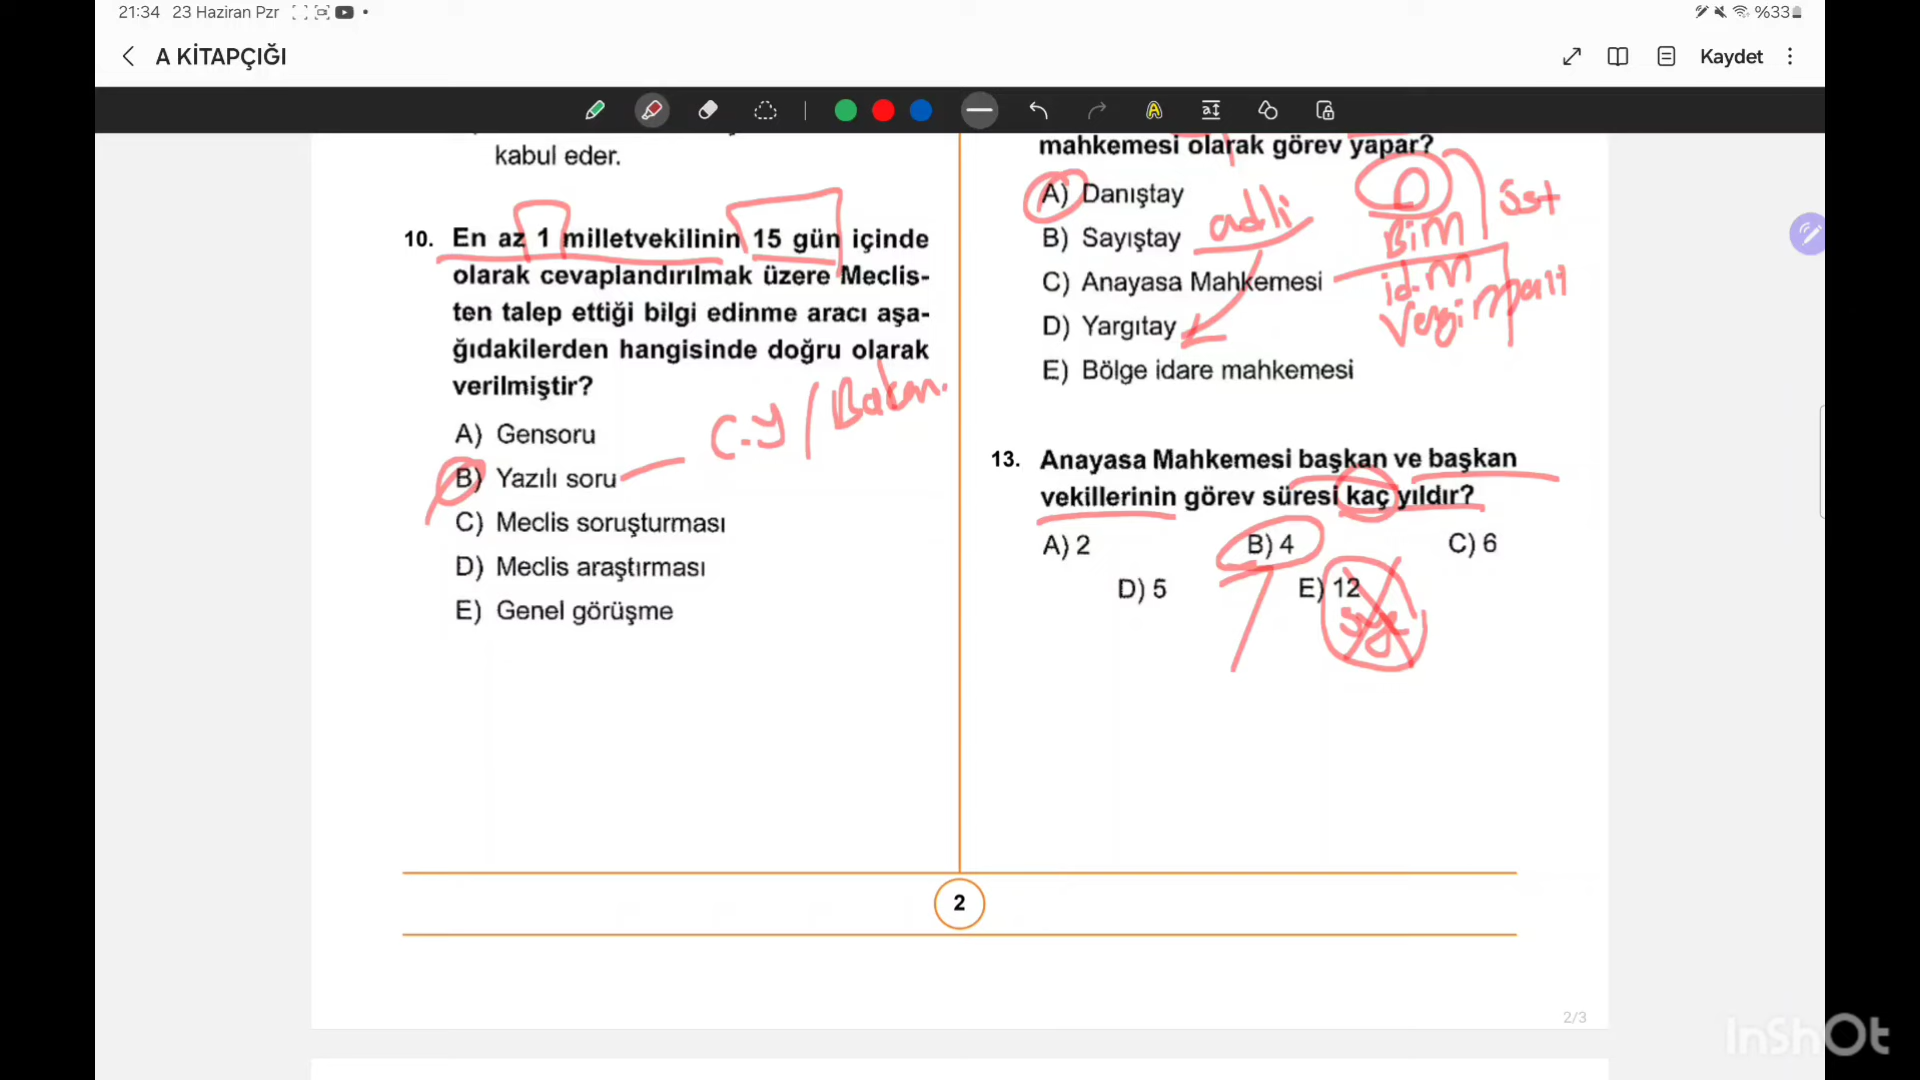 21:34 23 Haziran Pzr
%33
A KİTAPÇIĞI
Kaydet
kabul eder.
10. En az 1 milletvekilinin 15 gün içinde
olarak cevaplandırılmak üzere Meclis-
ten talep ettiği bilgi edinme aracı aşa-
ğıdakilerden hangisinde doğru olarak
verilmiştir?
C.Y / Bakan.
A) Gensoru
B) Yazılı soru
C) Meclis soruşturması
D) Meclis araştırması
E) Genel görüşme
mahkemesi olarak görev yapar?
A) Danıştay
B) Sayıştay
C) Anayasa Mahkemesi
D) Yargıtay
E) Bölge idare mahkemesi
adli
D
BİM
id.M
Vergi m
üst
13. Anayasa Mahkemesi başkan ve başkan
vekillerinin görev süresi kaç yıldır?
A) 2 B) 4 C) 6
D) 5 E) 12
2
2/3
InShOt